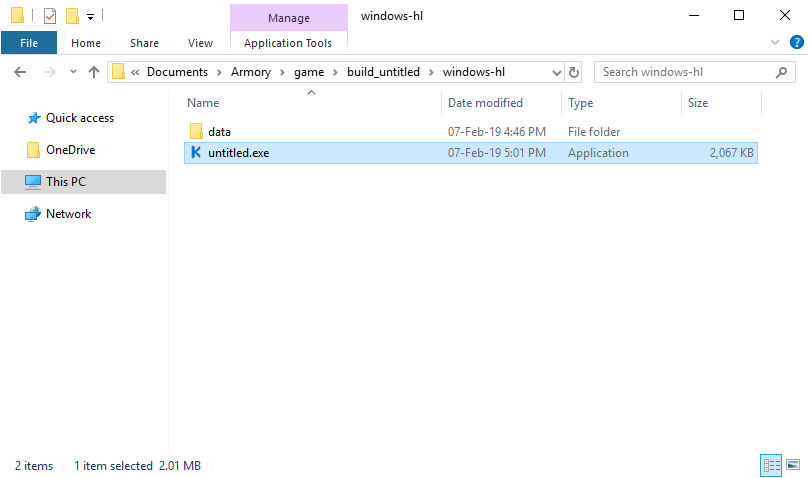 Manage windows-hl
File Home Share View Application Tools
?
« Documents Armory game build_untitled windows-hl Search windows-hl
Name Date modified Type Size
Quick access
data 07-Feb-19 4:46 PM File folder
OneDrive
K untitled.exe 07-Feb-19 5:01 PM Application 2,067 KB
This PC
Network
2 items 1 item selected 2.01 MB